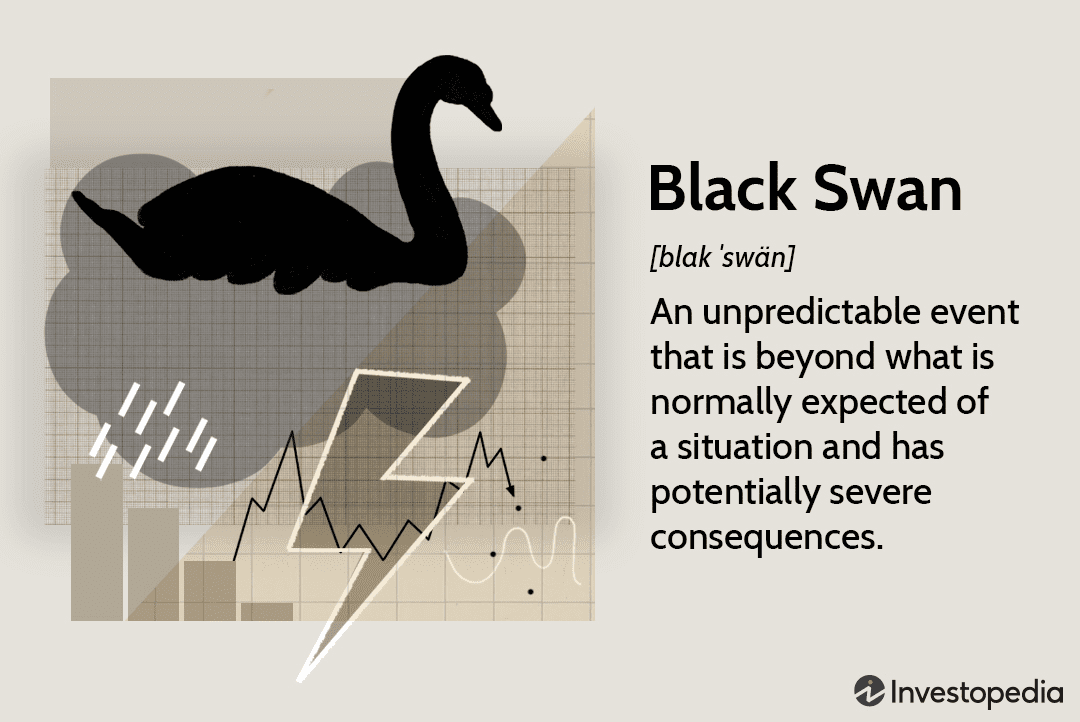 Black Swan
[blak ˈswän]
An unpredictable event
that is beyond what is
normally expected of
a situation and has
potentially severe
consequences.
Investopedia